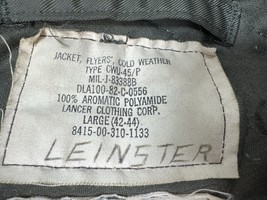 JACKET, FLYERS', COLD WEATHER
TYPE CWU-45/P
MIL-J-83388B
DLA100-82-C-0556
100% AROMATIC POLYAMIDE
LANCER CLOTHING CORP.
LARGE (42-44)
8415-00-310-1133
LEINSTER